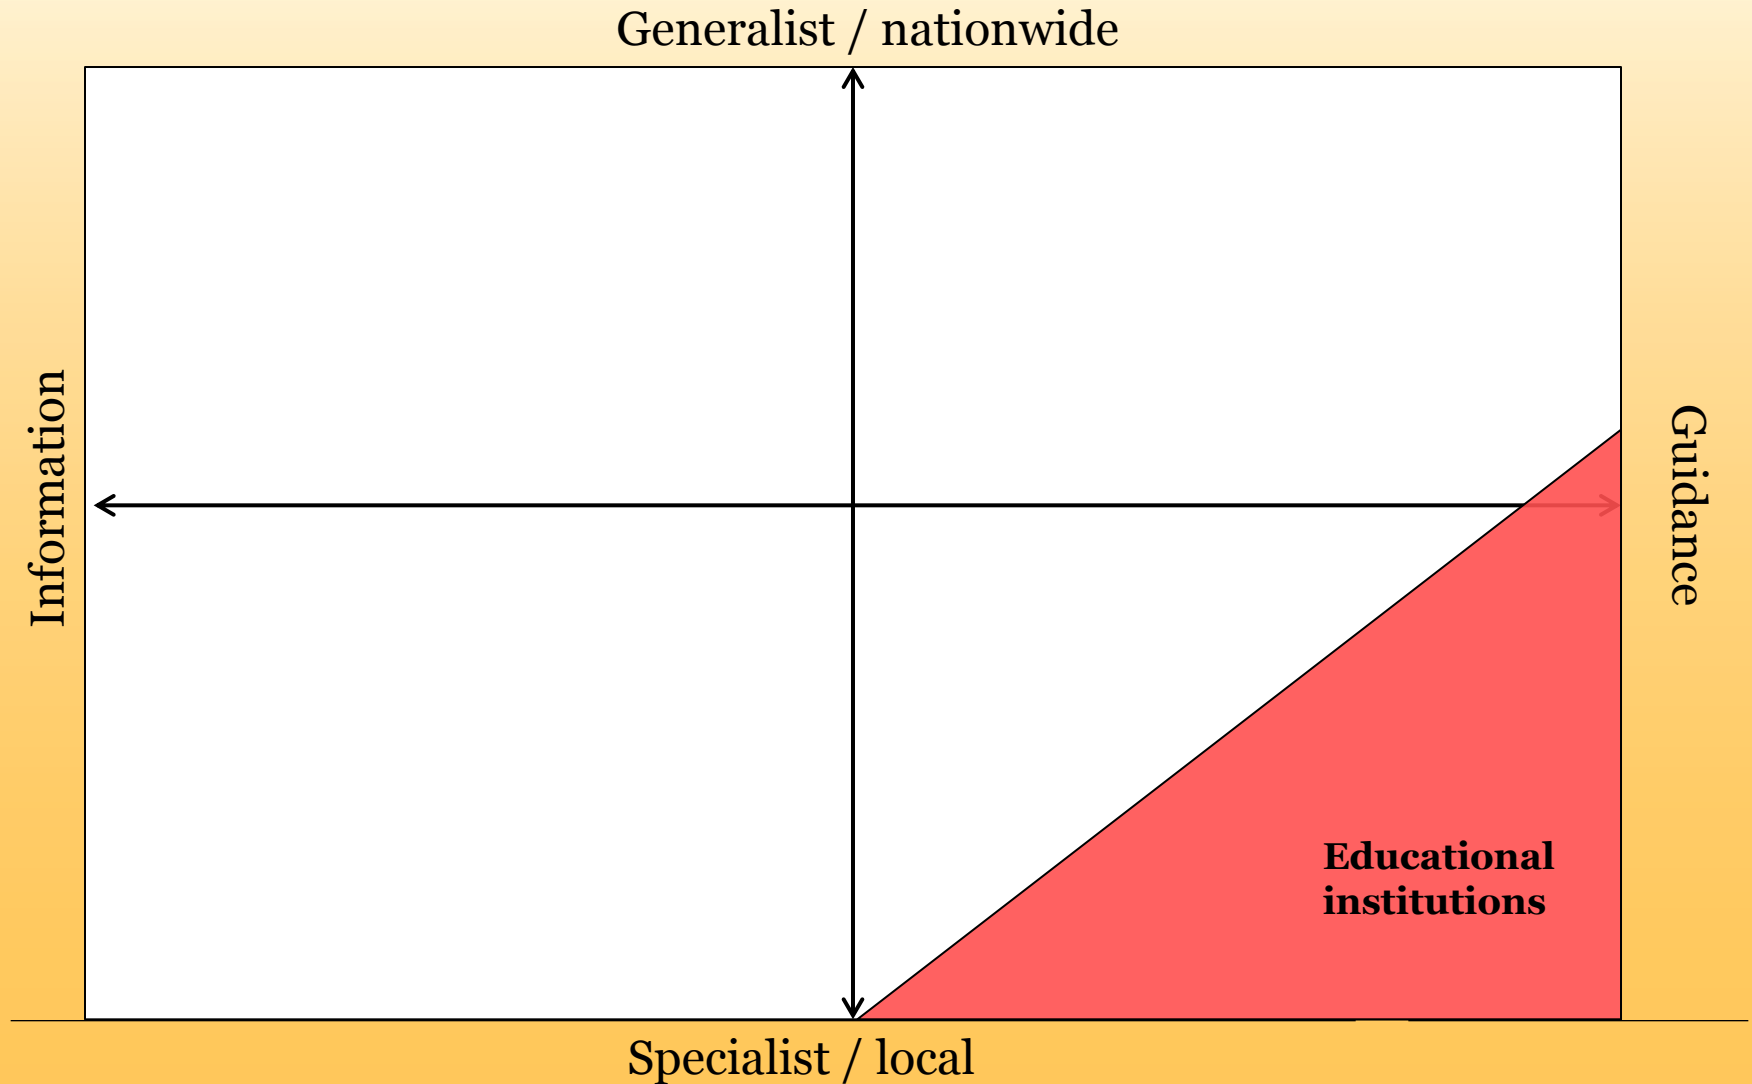 Generalist / nationwide
Information
Guidance
Educational
institutions
Specialist / local